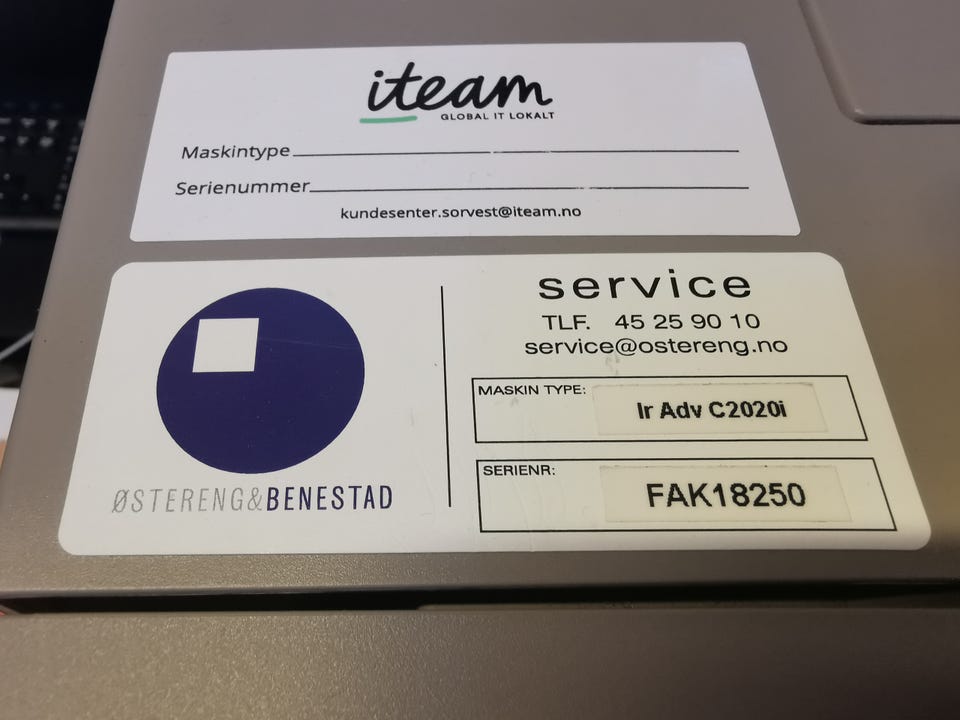 iteam
GLOBAL IT LOKALT
Maskintype
Serienummer
kundesenter.sorvest@iteam.no
ØSTERENG&BENESTAD
service
TLF. 45 25 90 10
service@ostereng.no
MASKIN TYPE: Ir Adv C2020i
SERIENR: FAK18250